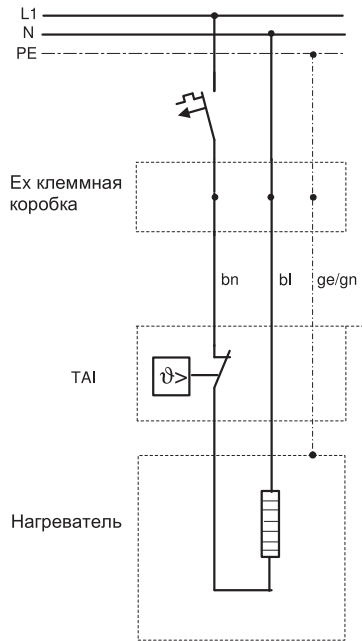 L1
N
PE
Ex клеммная
коробка
bn
bl
ge/gn
TAI
ϑ>
Нагреватель